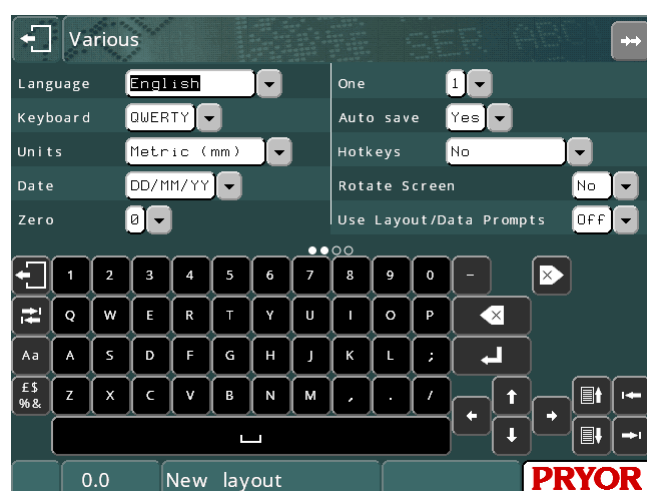 Various
Language English One 1
Keyboard QWERTY Auto save Yes
Units Metric (mm) Hotkeys No
Date DD/MM/YY Rotate Screen No
Zero 0 Use Layout/Data Prompts Off
1 2 3 4 5 6 7 8 9 0 -
Q W E R T Y U I O P
Aa A S D F G H J K L ;
£$
%& Z X C V B N M , . /
0.0 New layout PRYOR